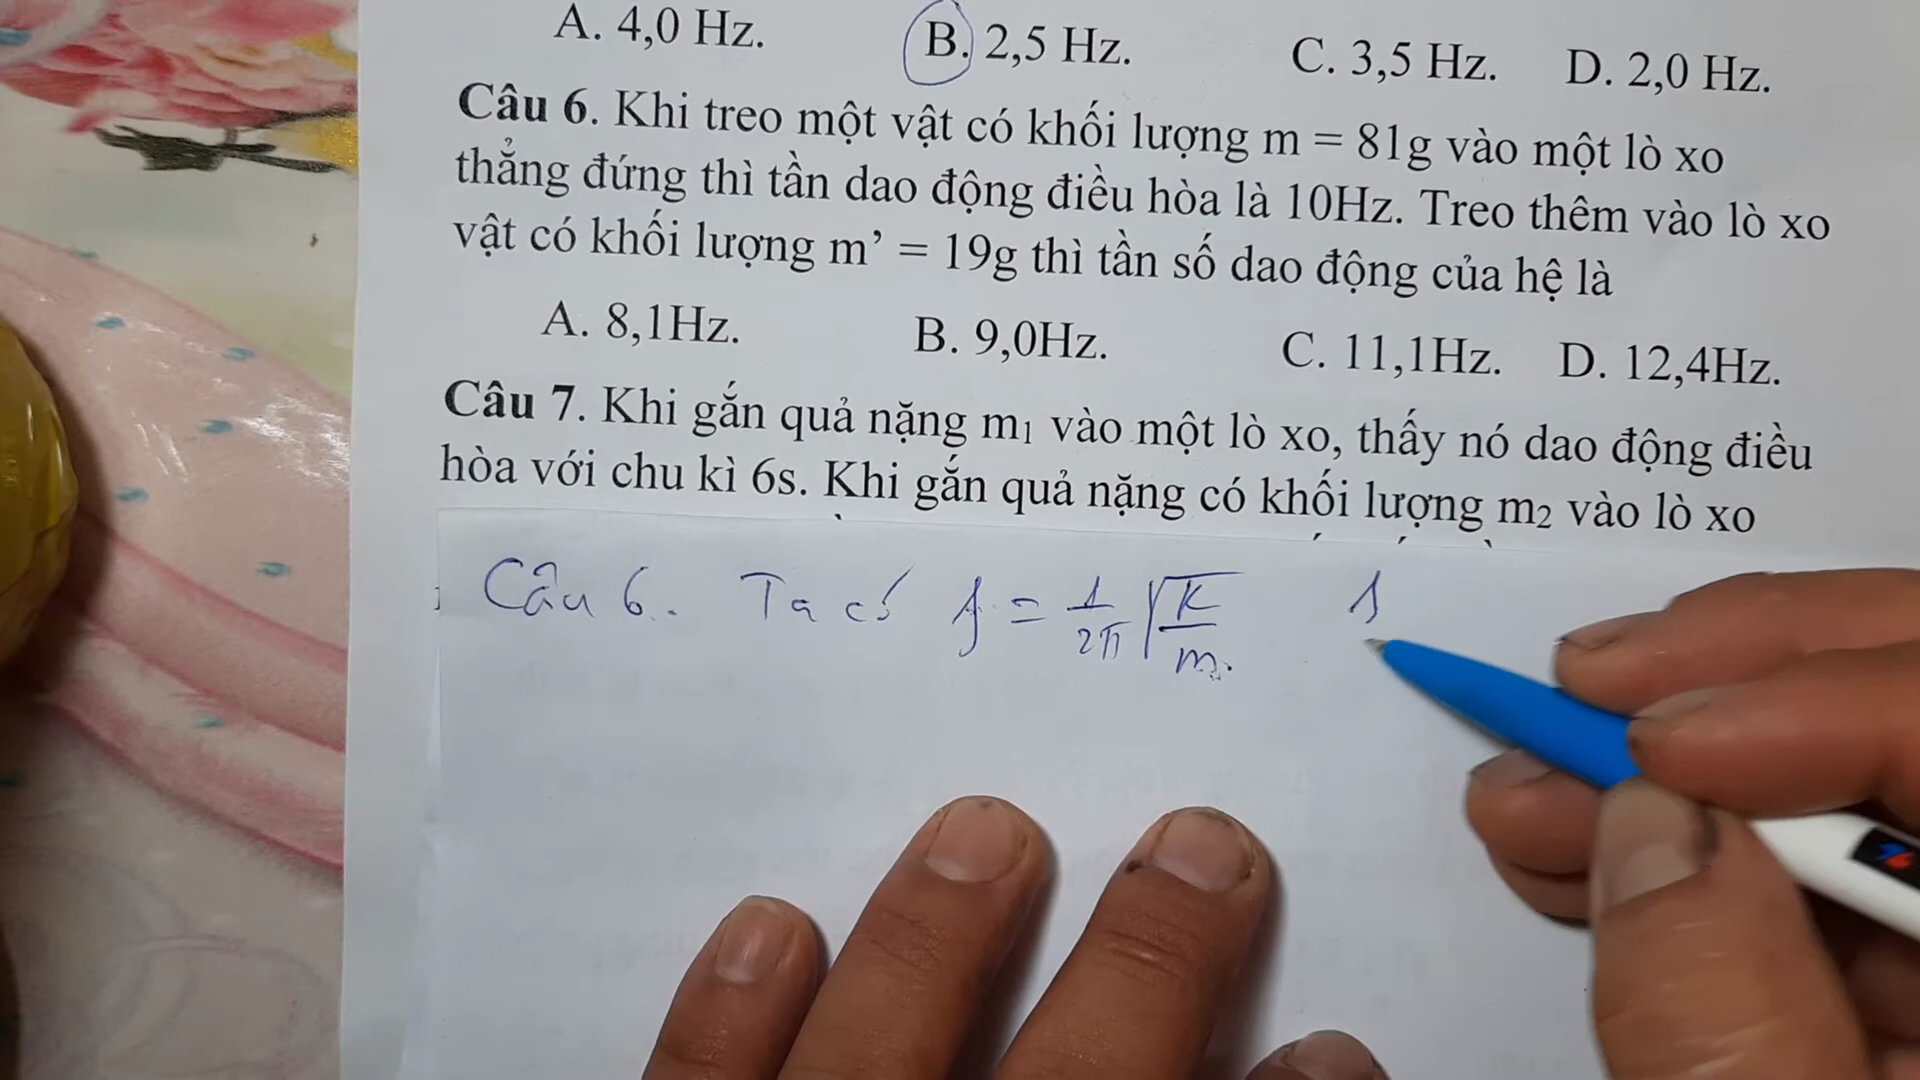 A. 4,0 Hz. B. 2,5 Hz. C. 3,5 Hz. D. 2,0 Hz.
Câu 6. Khi treo một vật có khối lượng m = 81g vào một lò xo
thẳng đứng thì tần dao động điều hòa là 10Hz. Treo thêm vào lò xo
vật có khối lượng m’ = 19g thì tần số dao động của hệ là
A. 8,1Hz. B. 9,0Hz. C. 11,1Hz. D. 12,4Hz.
Câu 7. Khi gắn quả nặng m₁ vào một lò xo, thấy nó dao động điều
hòa với chu kì 6s. Khi gắn quả nặng có khối lượng m₂ vào lò xo
Câu 6. Ta có f = 1/2π √(k/m)